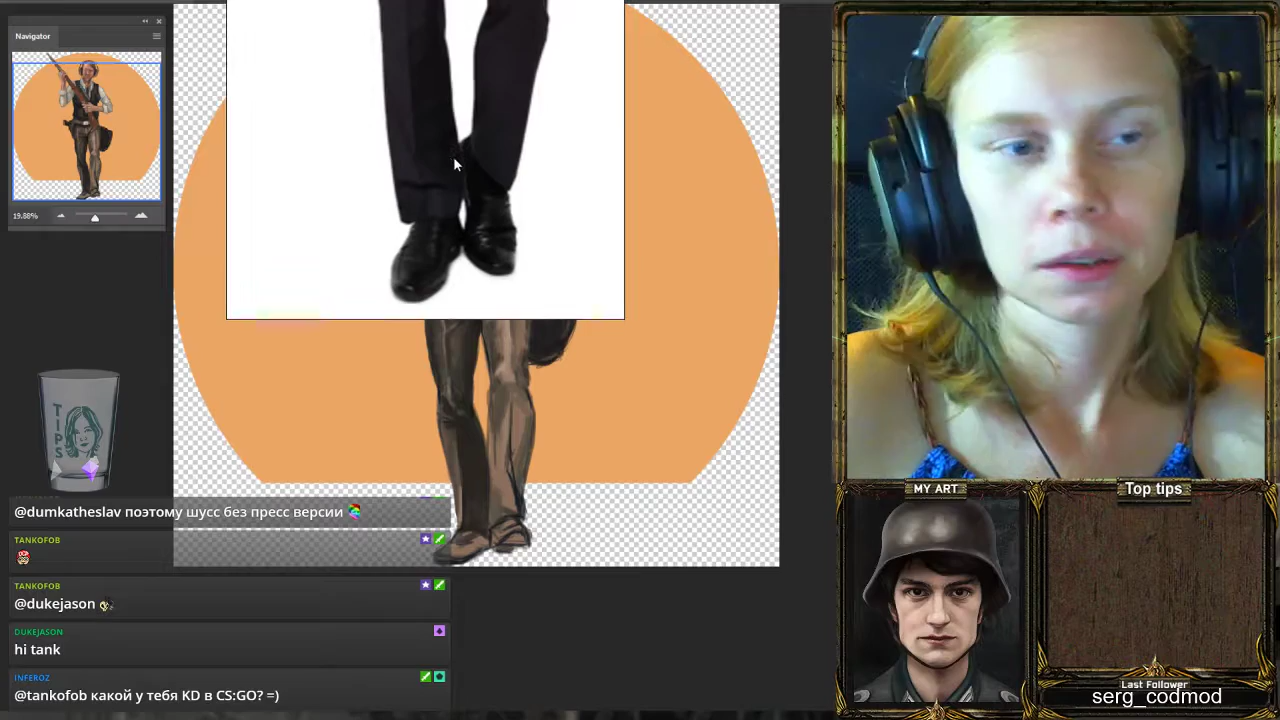 Navigator
19.88%
TIPS
@dumkatheslav поэтому шусс без пресс версии
TANKOFOB
TANKOFOB
@dukejason
DUKEJASON
hi tank
INFEROZ
@tankofob какой у тебя KD в CS:GO? =)
MY ART
Top tips
Last Follower
serg_codmod